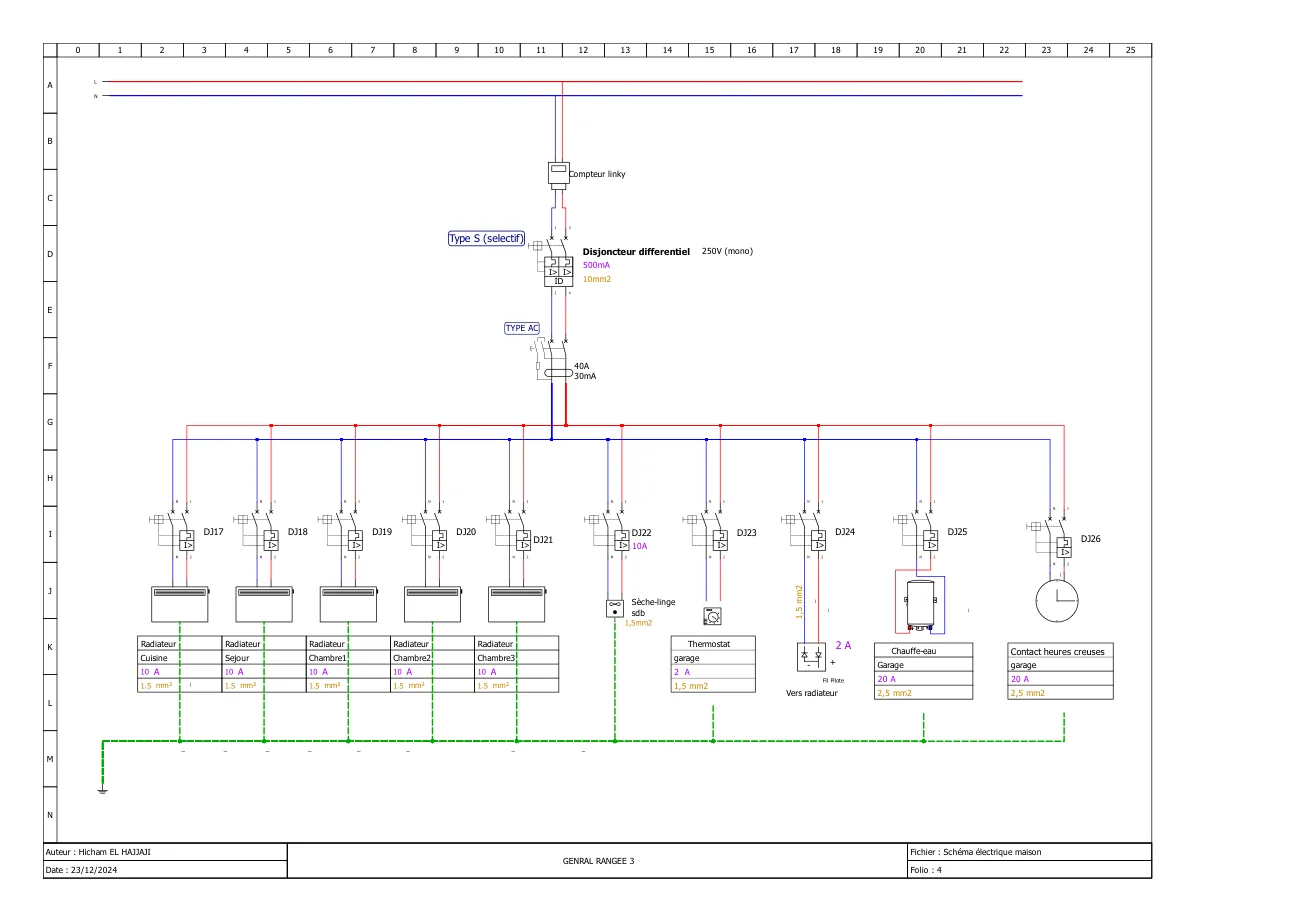 0 1 2 3 4 5 6 7 8 9 10 11 12 13 14 15 16 17 18 19 20 21 22 23 24 25
A
B
C
D
E
F
G
H
I
J
K
L
M
N
L
N
Compteur linky
Type S (selectif)
Disjoncteur differentiel 250V (mono)
500mA
10mm2
I> I>
ID
TYPE AC
E
40A
30mA
DJ17 DJ18 DJ19 DJ20 DJ21 DJ22 DJ23 DJ24 DJ25 DJ26
I> I> I> I> I> I> I> I> I> I>
10A
Sèche-linge
sdb
1,5mm2
1,5 mm2
Radiateur
Cuisine
10 A
1.5 mm²
Radiateur
Sejour
10 A
1.5 mm²
Radiateur
Chambre1
10 A
1.5 mm²
Radiateur
Chambre2
10 A
1.5 mm²
Radiateur
Chambre3
10 A
1.5 mm²
Thermostat
garage
2 A
1,5 mm2
2 A
- +
Fil Pilote
Vers radiateur
Chauffe-eau
Garage
20 A
2,5 mm2
Contact heures creuses
garage
20 A
2,5 mm2
Auteur : Hicham EL HAJJAJI
Date : 23/12/2024
GENRAL RANGEE 3
Fichier : Schéma électrique maison
Folio : 4